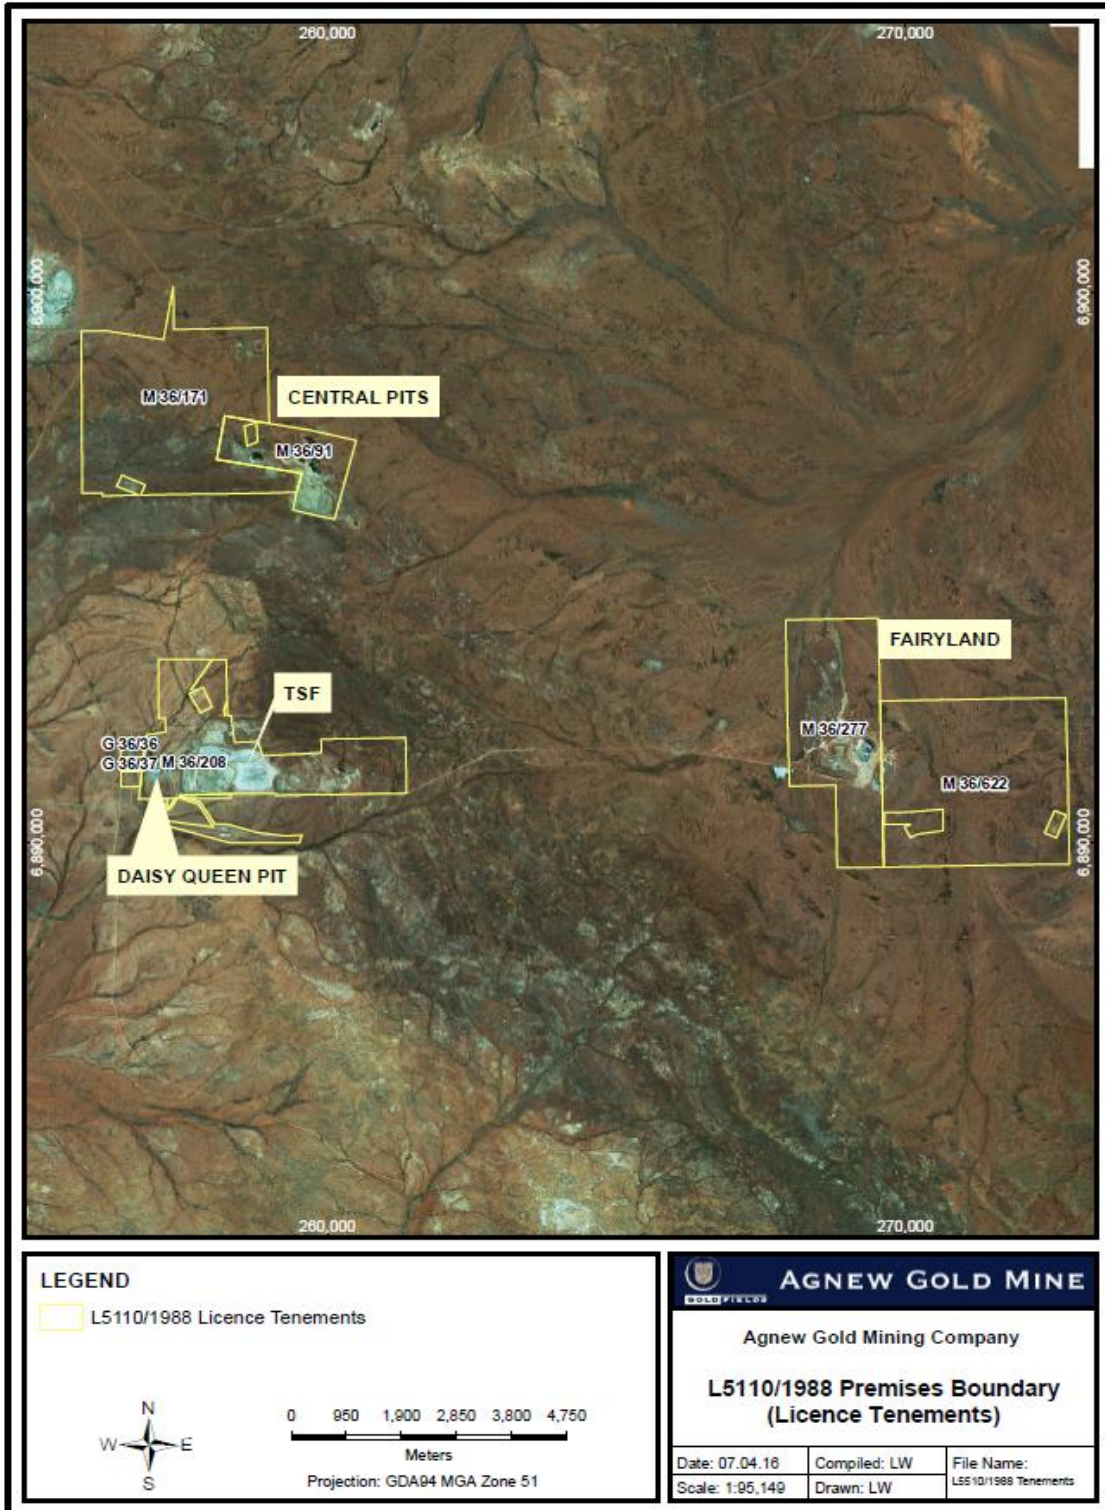 260,000
270,000
6,900,000
6,900,000
M 36/171
CENTRAL PITS
M 36/91
FAIRYLAND
TSF
M 36/277
G 36/36
G 36/37 M 36/208
M 36/622
6,890,000
6,890,000
DAISY QUEEN PIT
260,000
270,000
LEGEND
L5110/1988 Licence Tenements
N
W E
S
0 950 1,900 2,850 3,800 4,750
Meters
Projection: GDA94 MGA Zone 51
GOLD FIELDS
AGNEW GOLD MINE
Agnew Gold Mining Company
L5110/1988 Premises Boundary
(Licence Tenements)
Date: 07.04.16
Compiled: LW
File Name:
L5510/1988 Tenements
Scale: 1:95,149
Drawn: LW